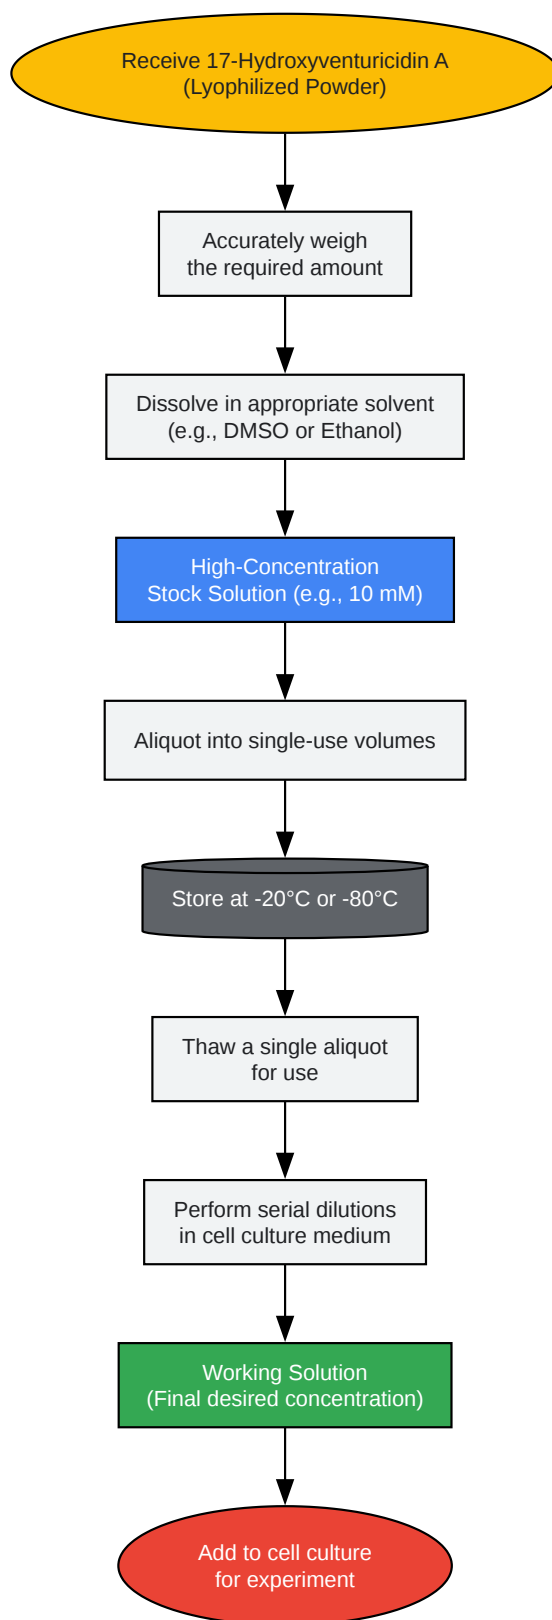 Receive 17-Hydroxyventuricidin A
(Lyophilized Powder)
Accurately weigh
the required amount
Dissolve in appropriate solvent
(e.g., DMSO or Ethanol)
High-Concentration
Stock Solution (e.g., 10 mM)
Aliquot into single-use volumes
Store at -20°C or -80°C
Thaw a single aliquot
for use
Perform serial dilutions
in cell culture medium
Working Solution
(Final desired concentration)
Add to cell culture
for experiment